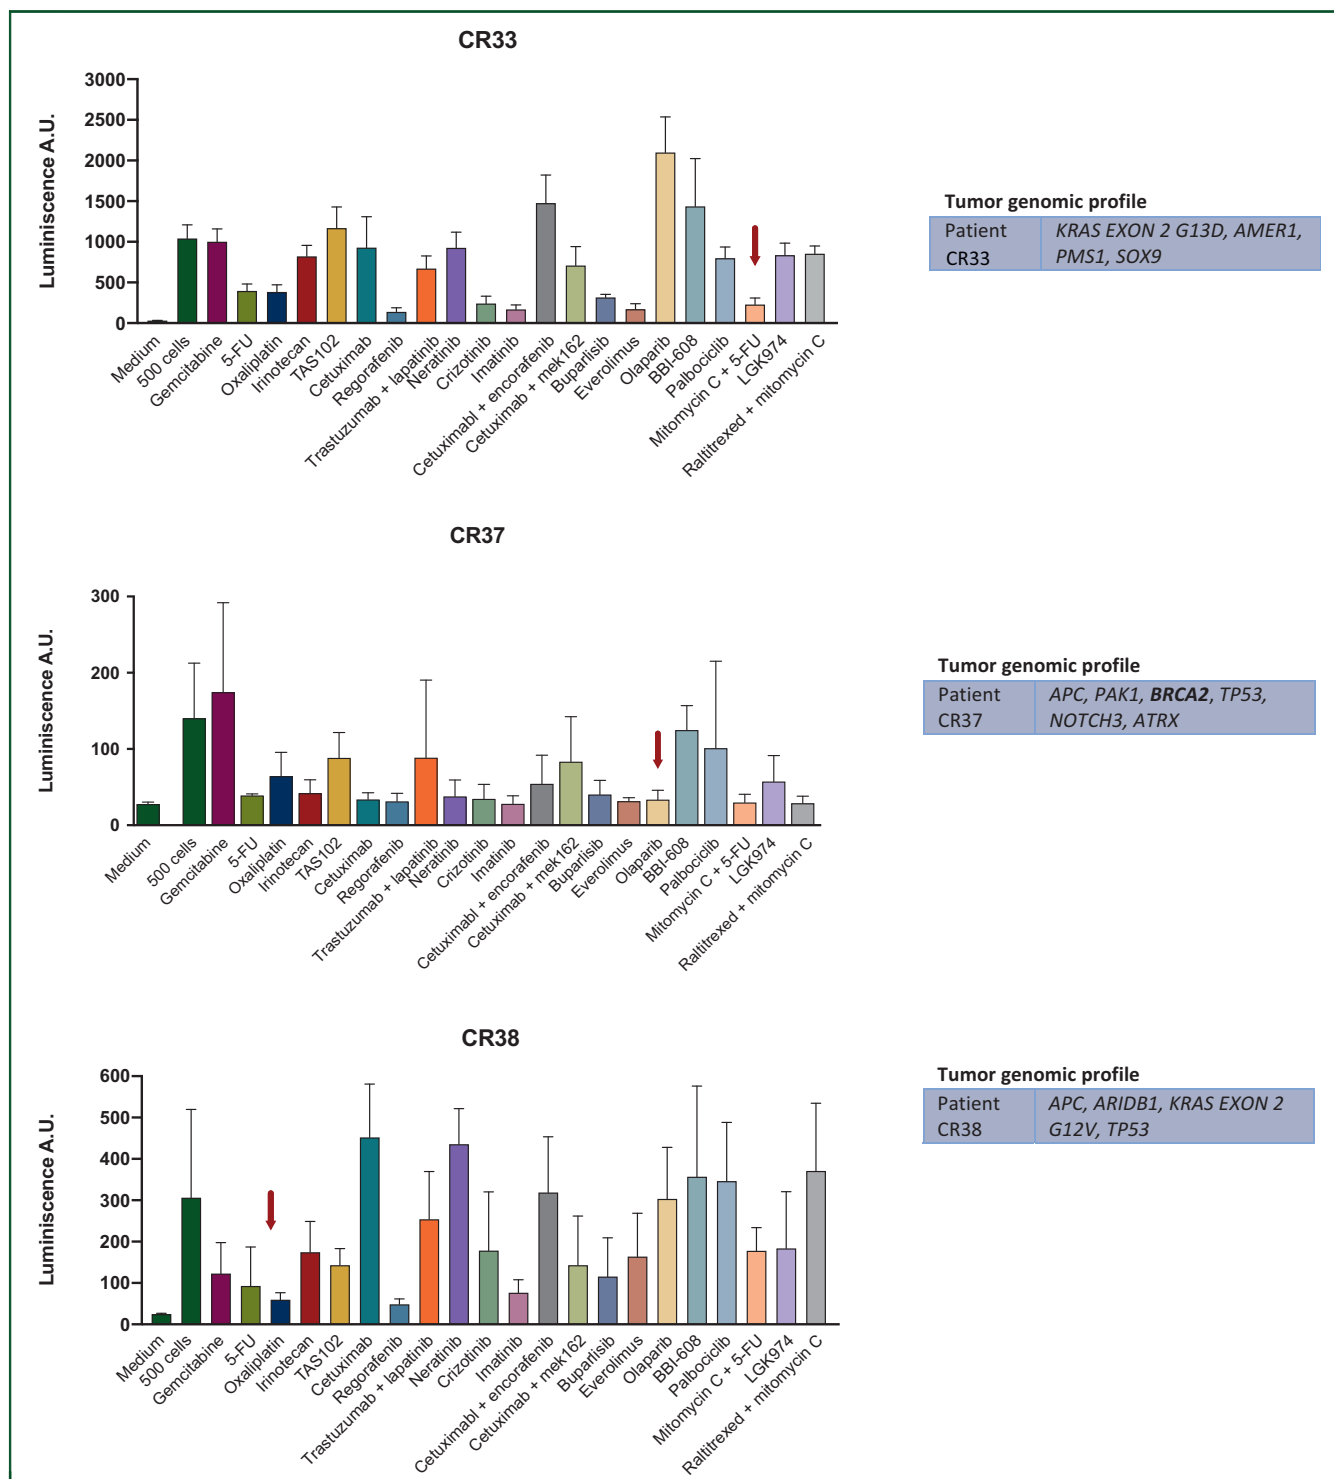 CR33
Luminiscence A.U.
3000
2500
2000
1500
1000
500
0
Medium
500 cells
Gemcitabine
5-FU
Oxaliplatin
Irinotecan
TAS102
Cetuximab
Regorafenib
Trastuzumab + lapatinib
Neratinib
Crizotinib
Imatinib
Cetuximabl + encorafenib
Cetuximab + mek162
Buparlisib
Everolimus
Olaparib
BBI-608
Palbociclib
Mitomycin C + 5-FU
LGK974
Raltitrexed + mitomycin C
Tumor genomic profile
Patient KRAS EXON 2 G13D, AMER1,
CR33 PMS1, SOX9
CR37
Luminiscence A.U.
300
200
100
0
Medium
500 cells
Gemcitabine
5-FU
Oxaliplatin
Irinotecan
TAS102
Cetuximab
Regorafenib
Trastuzumab + lapatinib
Neratinib
Crizotinib
Imatinib
Cetuximabl + encorafenib
Cetuximab + mek162
Buparlisib
Everolimus
Olaparib
BBI-608
Palbociclib
Mitomycin C + 5-FU
LGK974
Raltitrexed + mitomycin C
Tumor genomic profile
Patient APC, PAK1, BRCA2, TP53,
CR37 NOTCH3, ATRX
CR38
Luminiscence A.U.
600
500
400
300
200
100
0
Medium
500 cells
Gemcitabine
5-FU
Oxaliplatin
Irinotecan
TAS102
Cetuximab
Regorafenib
Trastuzumab + lapatinib
Neratinib
Crizotinib
Imatinib
Cetuximabl + encorafenib
Cetuximab + mek162
Buparlisib
Everolimus
Olaparib
BBI-608
Palbociclib
Mitomycin C + 5-FU
LGK974
Raltitrexed + mitomycin C
Tumor genomic profile
Patient APC, ARIDB1, KRAS EXON 2
CR38 G12V, TP53